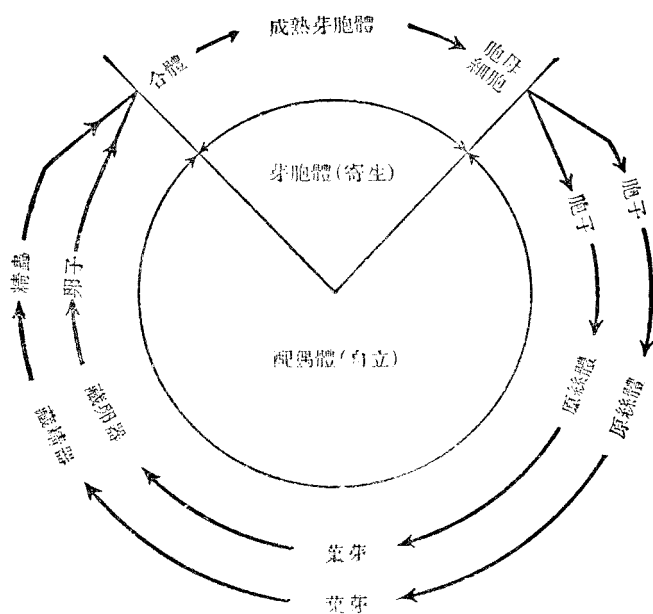 成熟芽胞體
合體
胞母
細胞
芽胞體(寄生)
胞子
胞子
精蟲
卵子
配偶體(自立)
藏卵器
藏精器
原絲體
原絲體
葉芽
葉芽